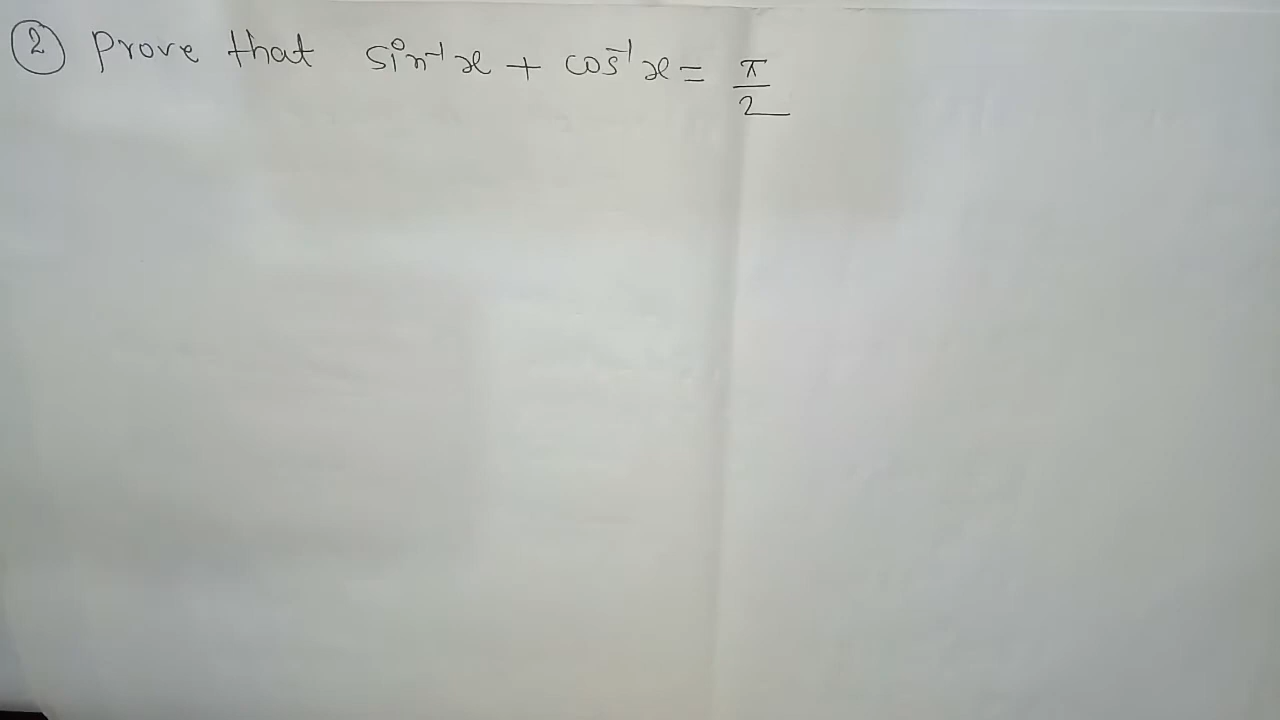 ② Prove that sin⁻¹x + cos⁻¹x = π/2